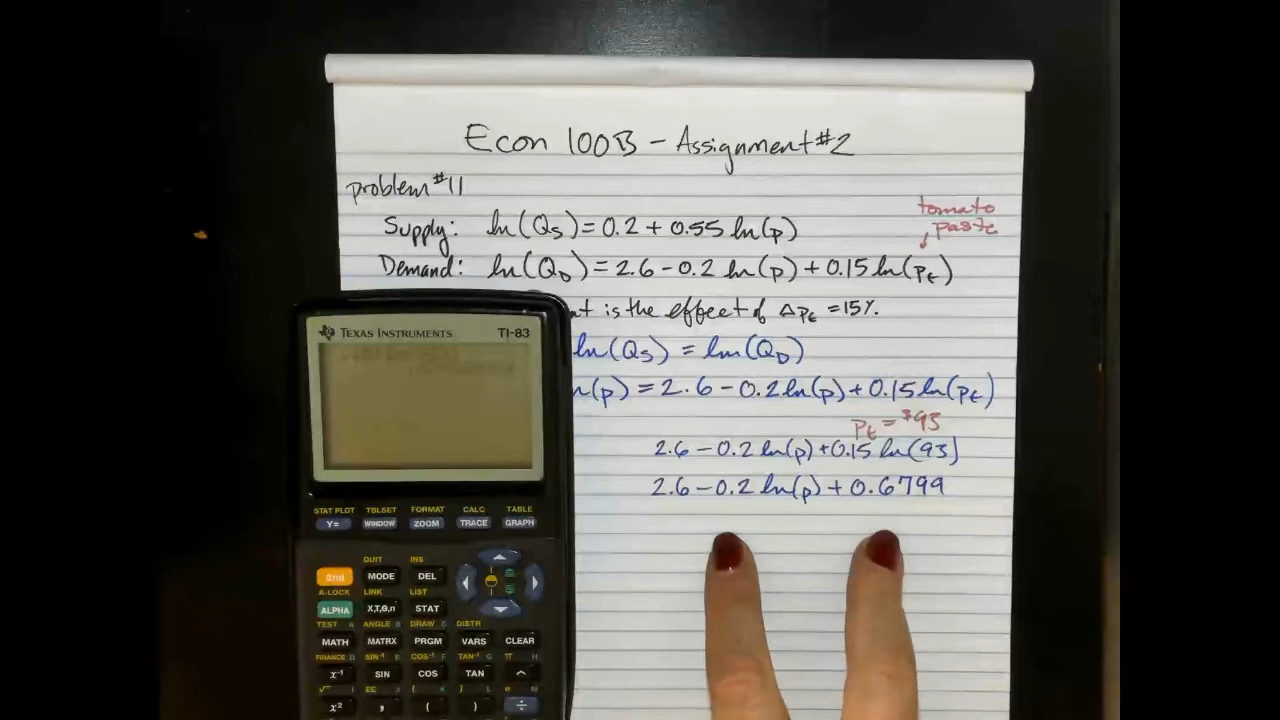 Econ 100B - Assignment #2
problem #11
tomato
paste
Supply: ln(Qs) = 0.2 + 0.55 ln(p)
Demand: ln(QD) = 2.6 - 0.2 ln(p) + 0.15 ln(pt)
is the effect of Δpt = 15%.
ln(Qs) = ln(QD)
(p) = 2.6 - 0.2 ln(p) + 0.15 ln(pt)
pt = $93
2.6 - 0.2 ln(p) + 0.15 ln(93)
2.6 - 0.2 ln(p) + 0.6799
TEXAS INSTRUMENTS TI-83
STAT PLOT TBLSET FORMAT CALC TABLE
Y= WINDOW ZOOM TRACE GRAPH
QUIT INS
2nd MODE DEL
A-LOCK LINK LIST
ALPHA X,T,Θ,n STAT
TEST A ANGLE B DRAW C DISTR
MATH MATRX PRGM VARS CLEAR
FINANCE D SIN⁻¹ E COS⁻¹ F TAN⁻¹ G π H
x⁻¹ SIN COS TAN ^
√ I EE J { K } L e M
x² , ( ) ÷